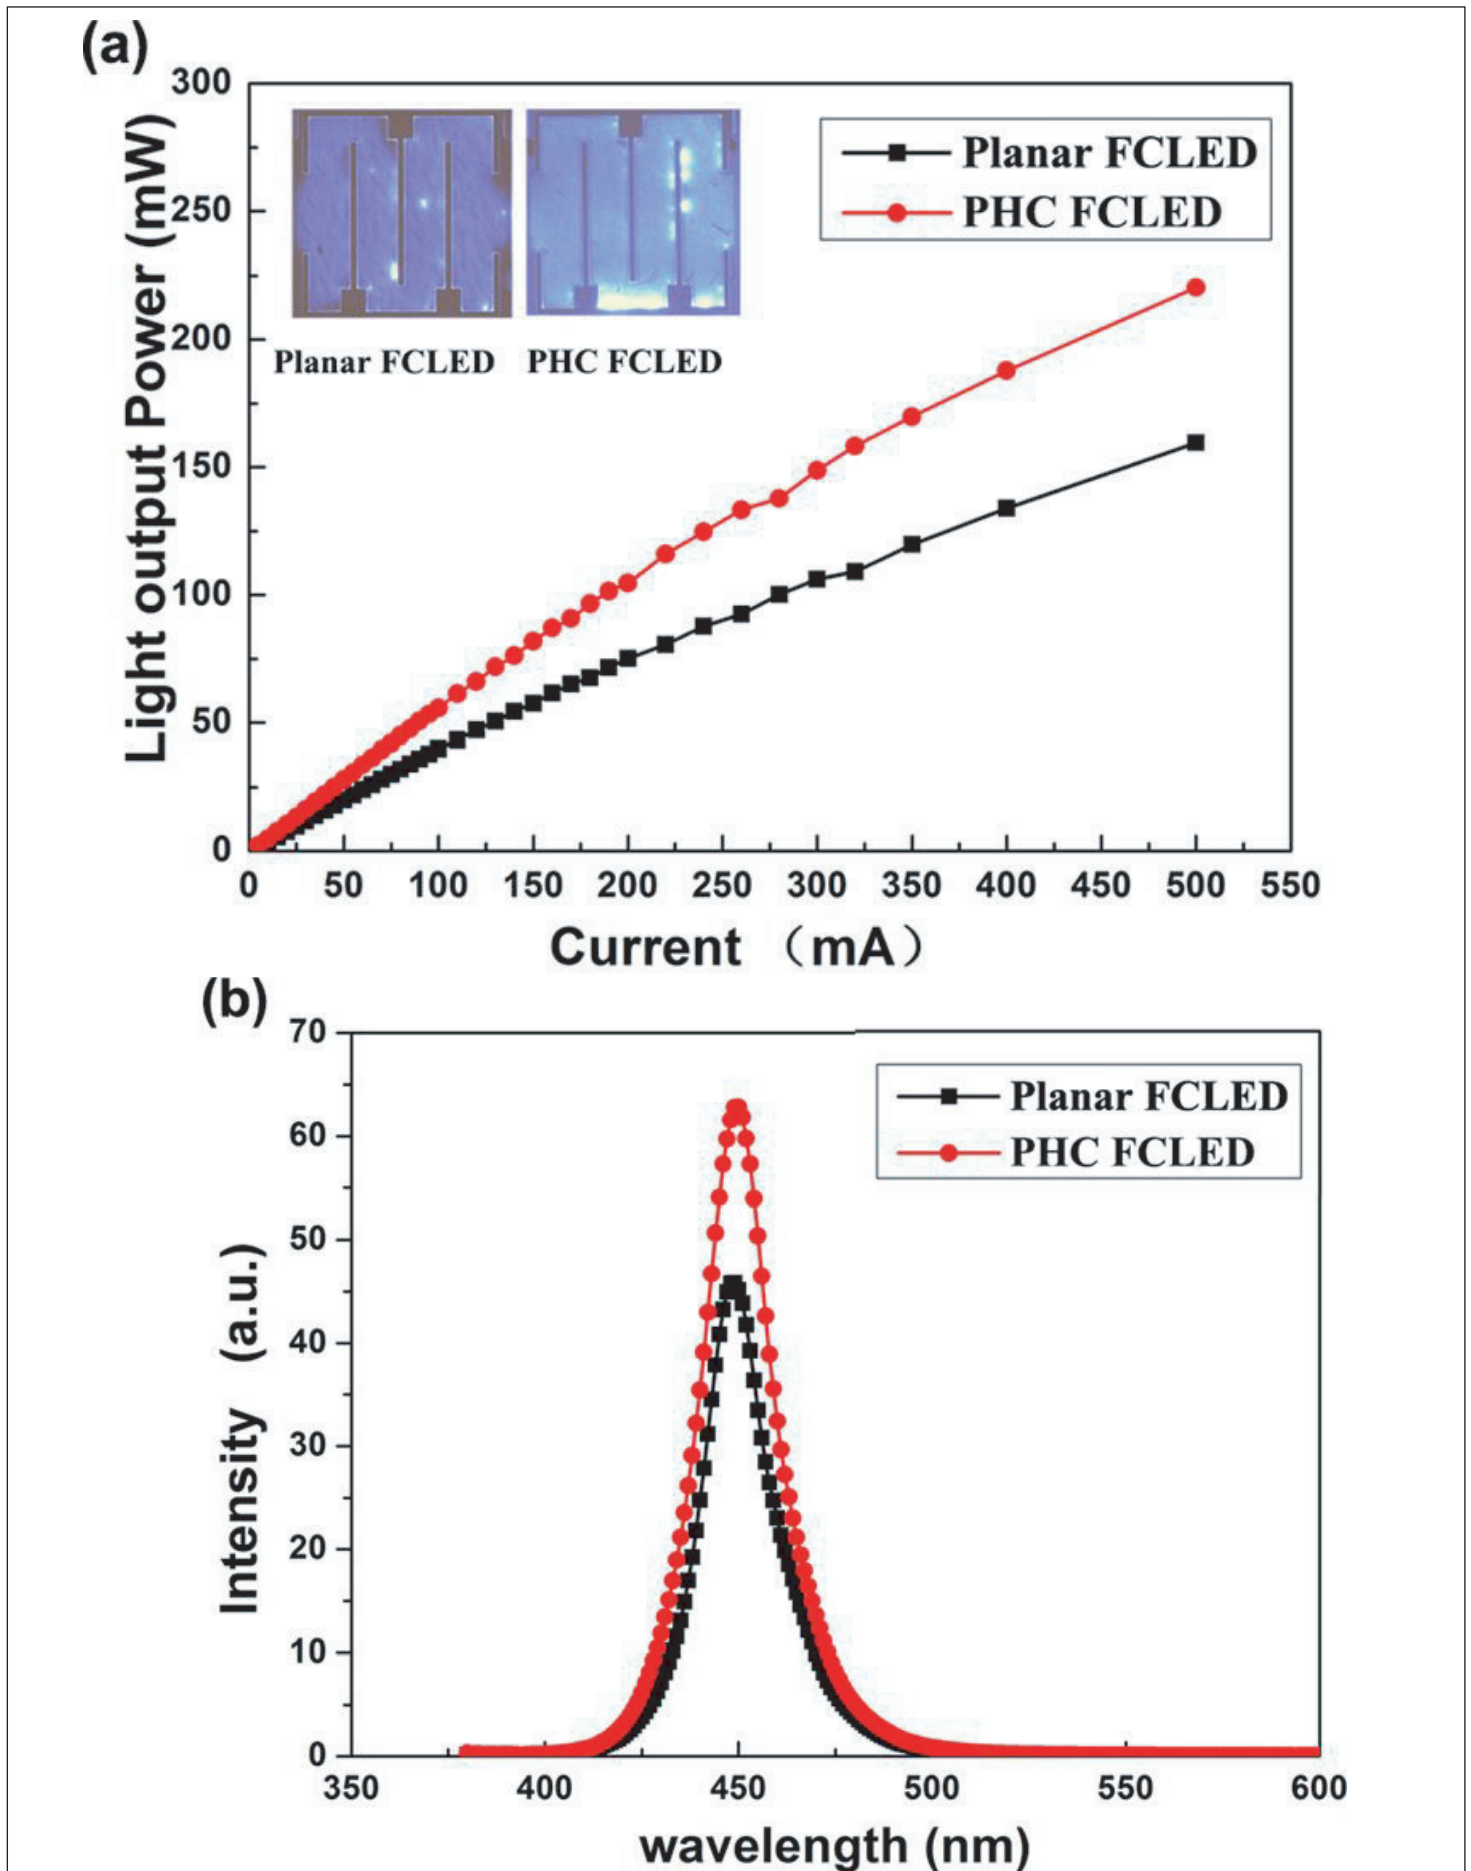 (a)
300
250
200
150
100
50
0
Light output Power (mW)
Planar FCLED
PHC FCLED
Planar FCLED
PHC FCLED
0 50 100 150 200 250 300 350 400 450 500 550
Current （mA）
(b)
70
60
50
40
30
20
10
0
Intensity (a.u.)
Planar FCLED
PHC FCLED
350 400 450 500 550 600
wavelength (nm)